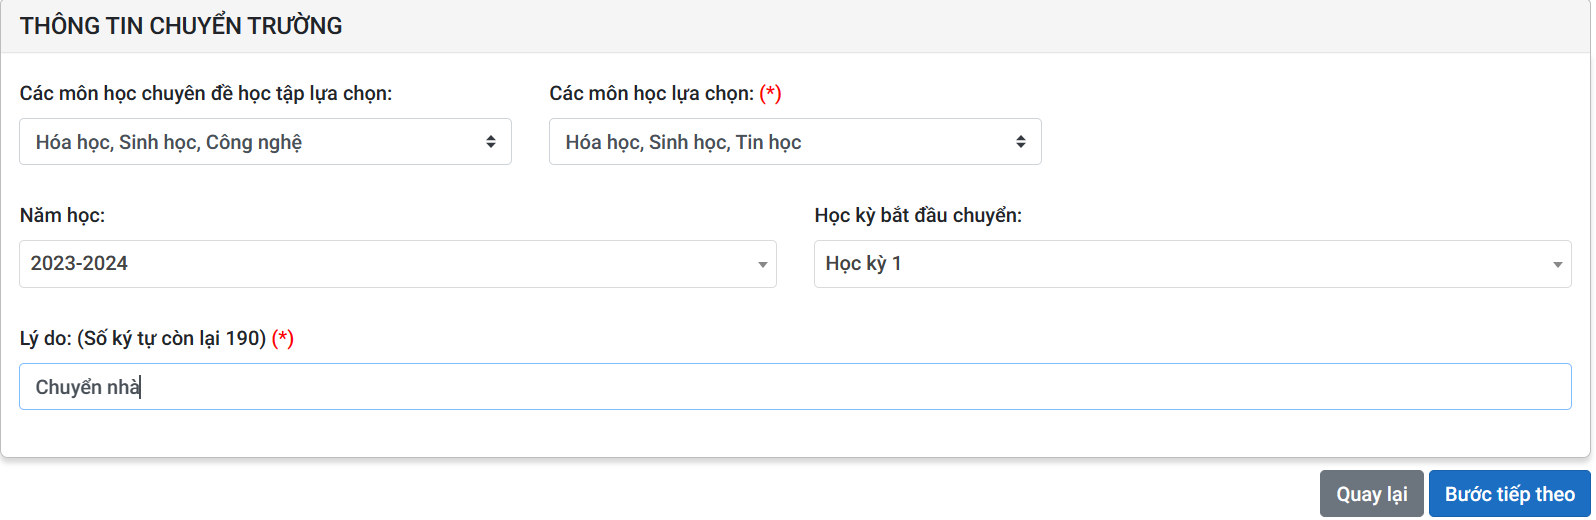 THÔNG TIN CHUYỂN TRƯỜNG
Các môn học chuyên đề học tập lựa chọn:
Các môn học lựa chọn: (*)
Hóa học, Sinh học, Công nghệ
Hóa học, Sinh học, Tin học
Năm học:
Học kỳ bắt đầu chuyển:
2023-2024
Học kỳ 1
Lý do: (Số ký tự còn lại 190) (*)
Chuyển nhà
Quay lại
Bước tiếp theo